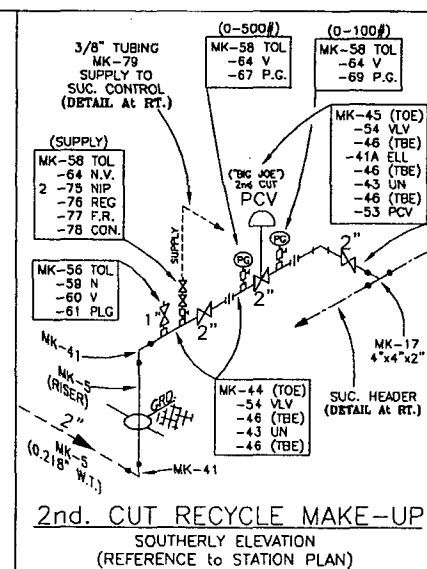 (0-500#)
MK-58 TOL
-64 V
-67 P.G.
(0-100#)
MK-58 TOL
-64 V
-69 P.G.
3/8" TUBING
MK-79
SUPPLY TO
SUC. CONTROL
(DETAIL At RT.)
MK-45 (TOE)
-54 VLV
-46 (TBE)
-41A ELL
-46 (TBE)
-43 UN
-46 (TBE)
-53 PCV
(SUPPLY)
MK-58 TOL
-64 N.V.
2 -75 NIP
-76 REG
-77 F.R.
-78 CON.
("BIG JOE")
2nd CUT
PCV
SUPPLY
PG
PG
MK-56 TOL
-59 N
-60 V
-61 PLG
1"
2"
2"
2"
MK-17
4"x4"x2"
MK-41
MK-5
(RISER)
GRD.
MK-44 (TOE)
-54 VLV
-46 (TBE)
-43 UN
-46 (TBE)
SUC. HEADER
(DETAIL At RT.)
2"
MK-5
(0.218" W.T.)
MK-41
2nd. CUT RECYCLE MAKE-UP
SOUTHERLY ELEVATION
(REFERENCE to STATION PLAN)